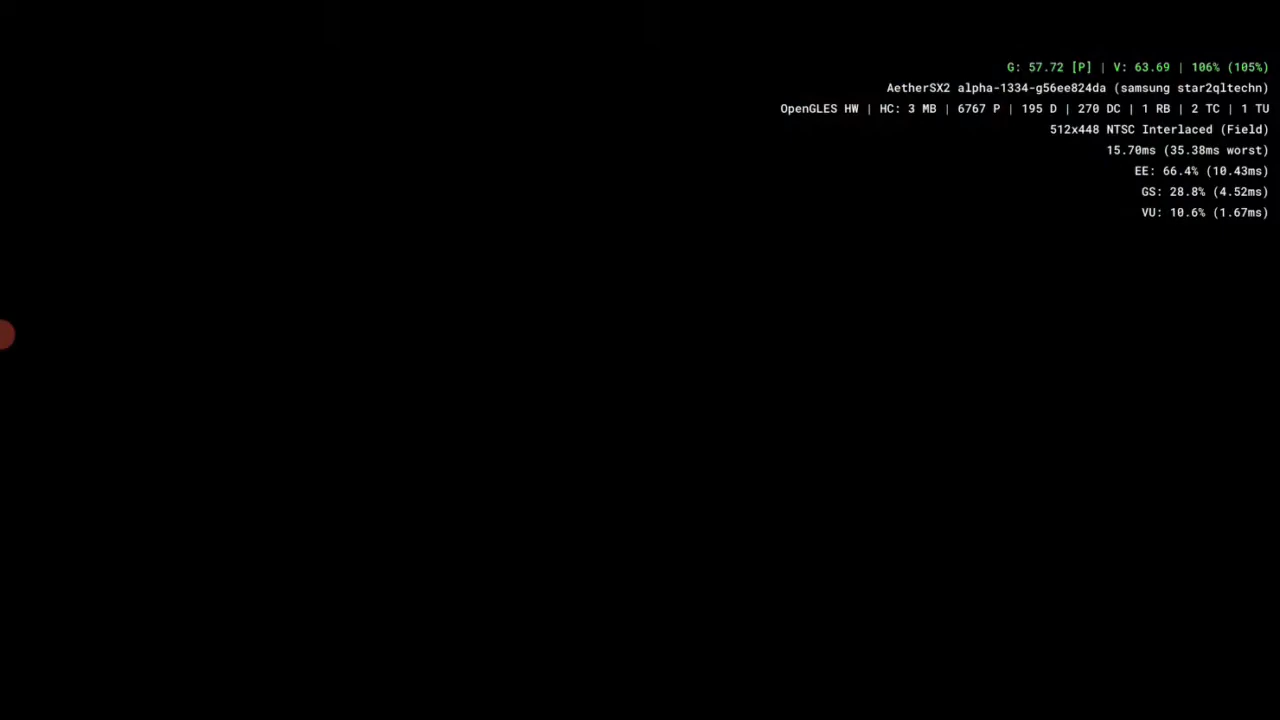 G: 57.72 [P] | V: 63.69 | 106% (105%)
AetherSX2 alpha-1334-g56ee824da (samsung star2qltechn)
OpenGLES HW | HC: 3 MB | 6767 P | 195 D | 270 DC | 1 RB | 2 TC | 1 TU
512x448 NTSC Interlaced (Field)
15.70ms (35.38ms worst)
EE: 66.4% (10.43ms)
GS: 28.8% (4.52ms)
VU: 10.6% (1.67ms)